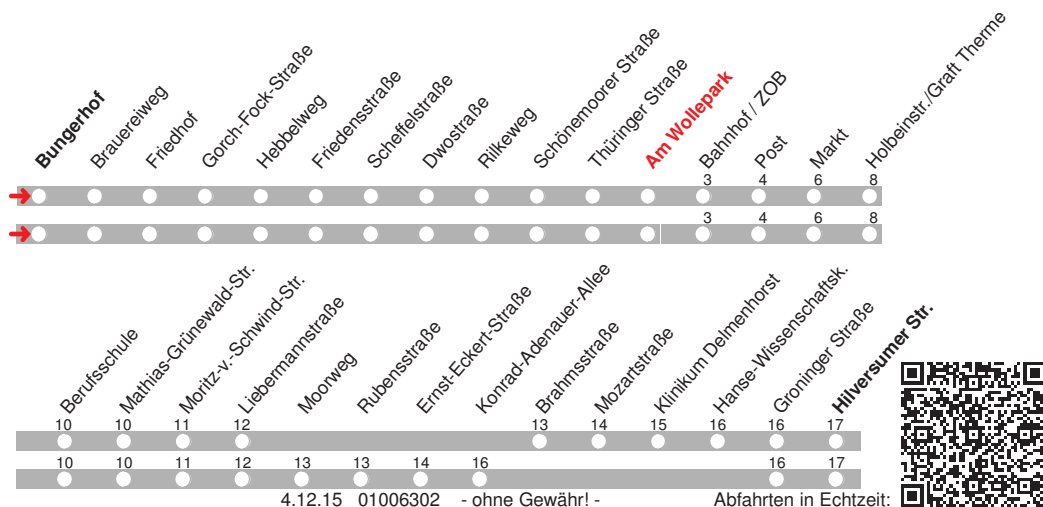 Bungerhof
Brauereiweg
Friedhof
Gorch-Fock-Straße
Hebbelweg
Friedensstraße
Scheffelstraße
Dwostraße
Rilkeweg
Schönemoorer Straße
Thüringer Straße
Am Wollepark
Bahnhof / ZOB
Post
Markt
Holbeinstr./Graft Therme
3 4 6 8
3 4 6 8
Berufsschule
Mathias-Grünewald-Str.
Moritz-v.-Schwind-Str.
Liebermannstraße
Moorweg
Rubensstraße
Ernst-Eckert-Straße
Konrad-Adenauer-Allee
Brahmsstraße
Mozartstraße
Klinikum Delmenhorst
Hanse-Wissenschaftsk.
Groninger Straße
Hilversumer Str.
10 10 11 12 13 14 15 16 16 17
10 10 11 12 13 13 14 16 16 17
4.12.15 01006302 - ohne Gewähr! - Abfahrten in Echtzeit: